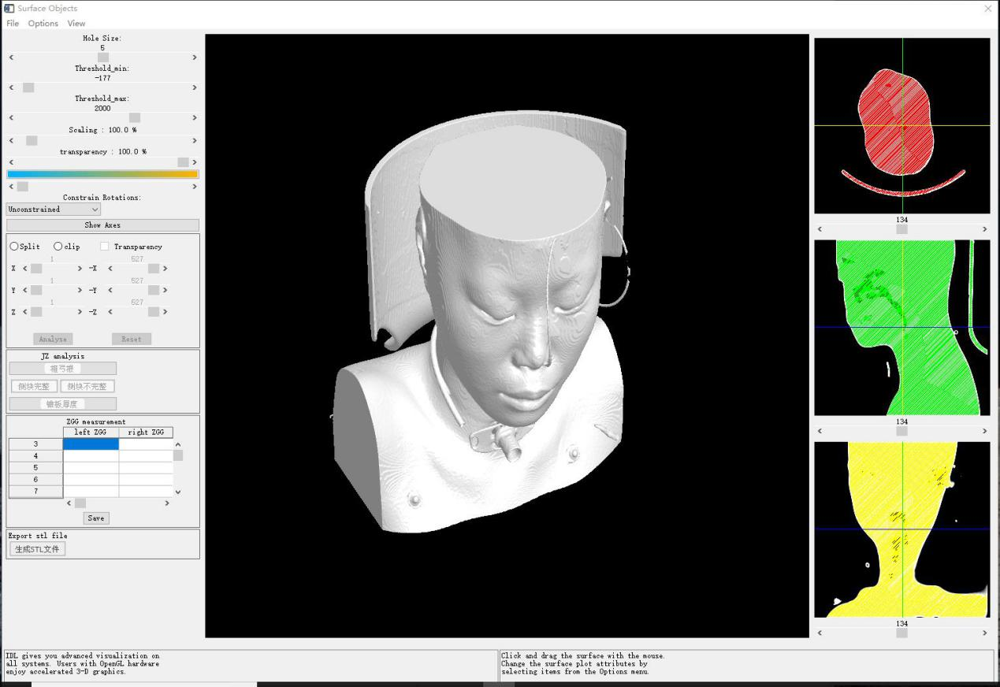 Surface Objects
File Options View
Hole Size:
5
Threshold_min:
-177
Threshold_max:
2000
Scaling : 100.0 %
transparency : 100.0 %
Constrain Rotations:
Unconstrained
Show Axes
Split clip Transparency
1 527
X -X
1 527
Y -Y
1 527
Z -Z
Analyze Reset
JZ analysis
椎弓根
侧块完整 侧块不完整
锥板厚度
ZGG measurement
left ZGG right ZGG
3
4
5
6
7
Save
Export stl file
生成STL文件
134
134
134
IDL gives you advanced visualization on
all systems. Users with OpenGL hardware
enjoy accelerated 3-D graphics.
Click and drag the surface with the mouse.
Change the surface plot attributes by
selecting items from the Options menu.